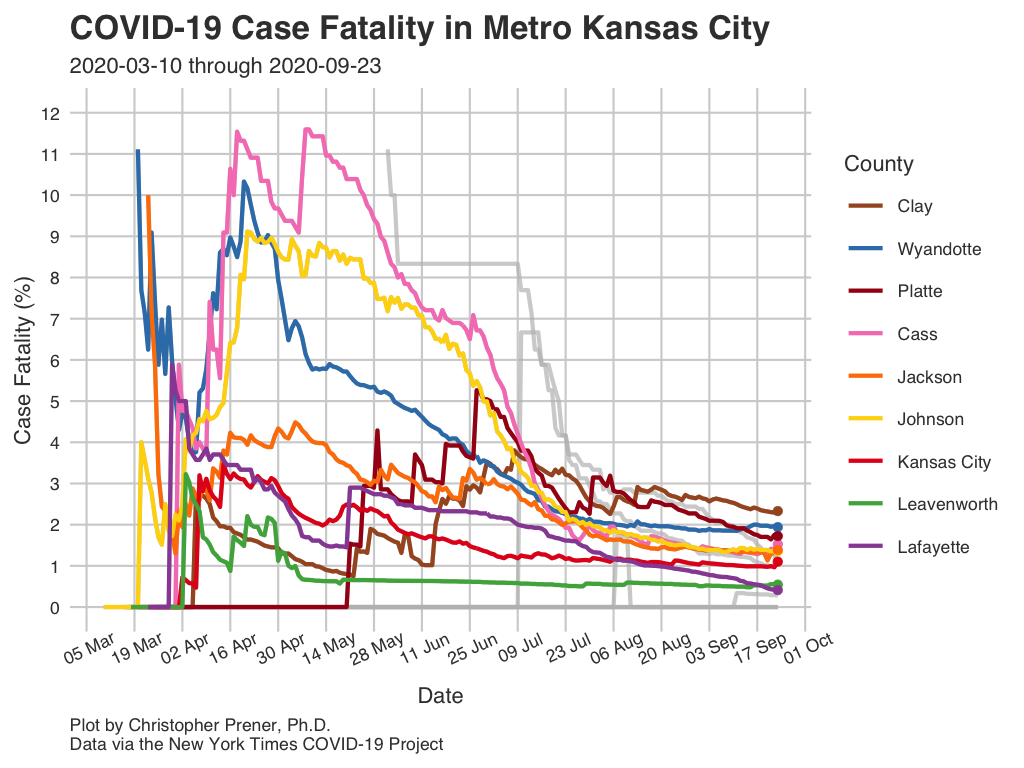 COVID-19 Case Fatality in Metro Kansas City
2020-03-10 through 2020-09-23
Case Fatality (%)
12
11
10
9
8
7
6
5
4
3
2
1
0
05 Mar
19 Mar
02 Apr
16 Apr
30 Apr
14 May
28 May
11 Jun
25 Jun
09 Jul
23 Jul
06 Aug
20 Aug
03 Sep
17 Sep
01 Oct
Date
County
Clay
Wyandotte
Platte
Cass
Jackson
Johnson
Kansas City
Leavenworth
Lafayette
Plot by Christopher Prener, Ph.D.
Data via the New York Times COVID-19 Project